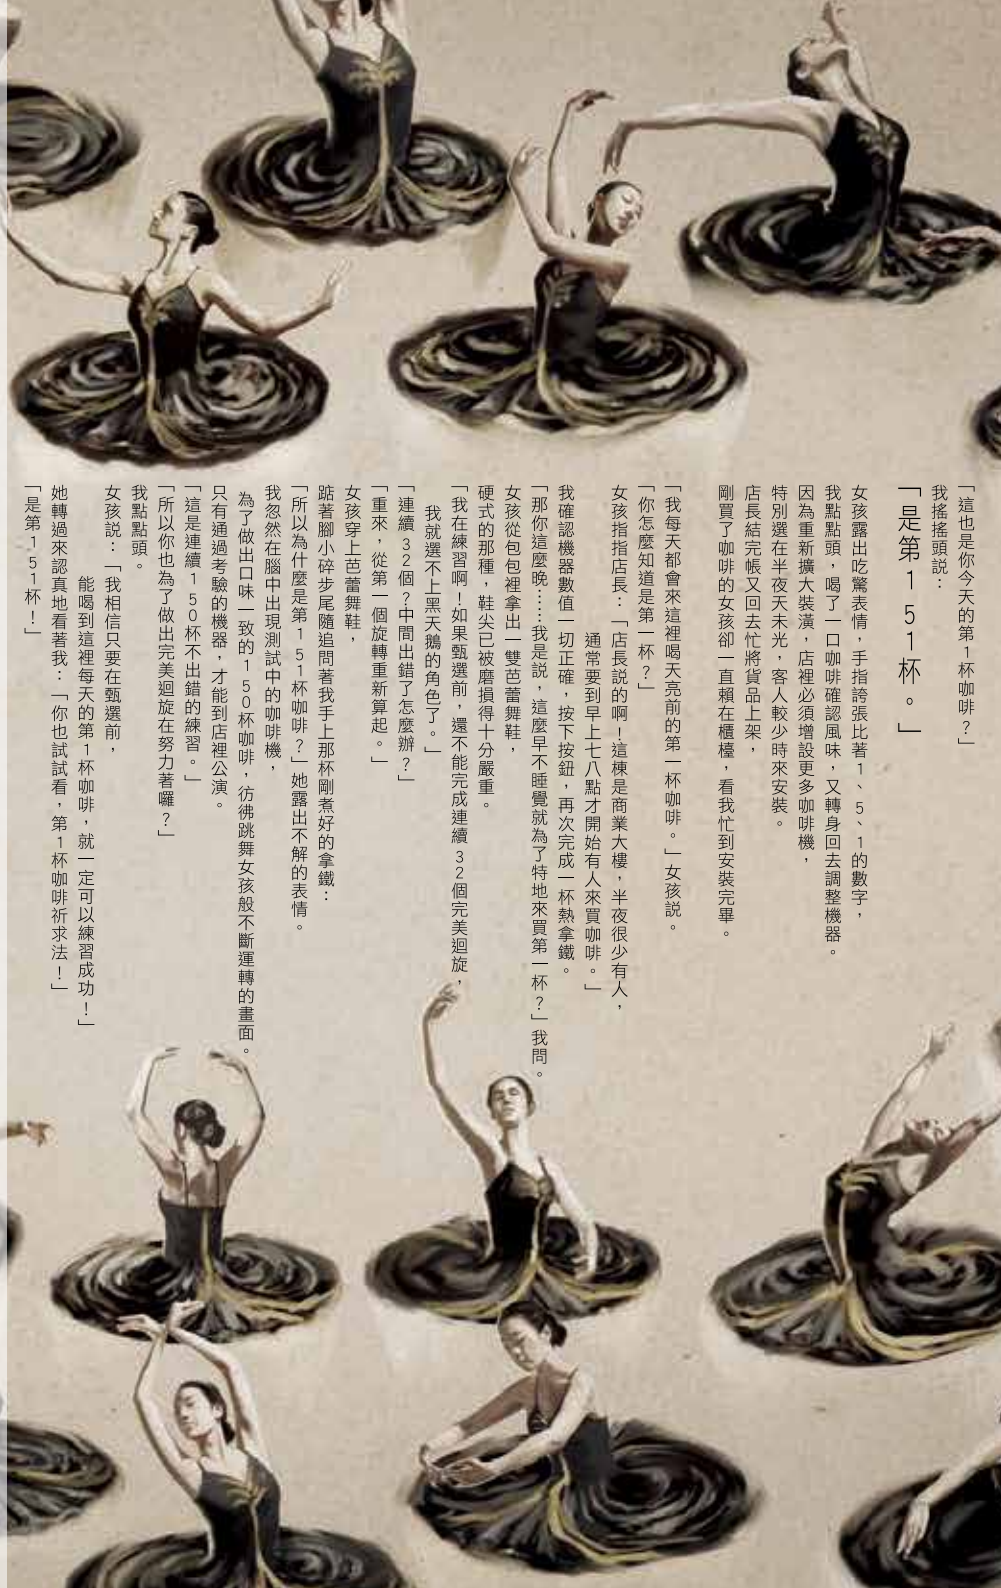 「這也是你今天的第1杯咖啡？」
我搖搖頭說：
「是第151杯。」
女孩露出吃驚表情，手指誇張比著1、5、1的數字，
我點點頭，喝了一口咖啡確認風味，又轉身回去調整機器。
因為重新擴大裝潢，店裡必須增設更多咖啡機，
特別選在半夜天未光，客人較少時來安裝。
店長結完帳又回去忙將貨品上架，
剛買了咖啡的女孩卻一直賴在櫃檯，看我忙到安裝完畢。
「我每天都會來這裡喝天亮前的第一杯咖啡。」女孩說。
「你怎麼知道是第一杯？」
女孩指指店長：「店長說的啊！這棟是商業大樓，半夜很少有人，
通常要到早上七八點才開始有人來買咖啡。」
我確認機器數值一切正確，按下按鈕，再次完成一杯熱拿鐵。
「那你這麼晚……我是說，這麼早不睡覺就為了特地來買第一杯？」我問。
女孩從包包裡拿出一雙芭蕾舞鞋，
硬式的那種，鞋尖已被磨損得十分嚴重。
「我在練習啊！如果甄選前，還不能完成連續32個完美迴旋，
我就選不上黑天鵝的角色了。」
「連續32個？中間出錯了怎麼辦？」
「重來，從第一個旋轉重新算起。」
女孩穿上芭蕾舞鞋，
踮著腳小碎步尾隨追問著我手上那杯剛煮好的拿鐵：
「所以為什麼是第151杯咖啡？」她露出不解的表情。
我忽然在腦中出現測試中的咖啡機，
為了做出口味一致的150杯咖啡，彷彿跳舞女孩般不斷運轉的畫面。
只有通過考驗的機器，才能到店裡公演。
「這是連續150杯不出錯的練習。」
「所以你也為了做出完美迴旋在努力著囉？」
我點點頭。
女孩說：「我相信只要在甄選前，
能喝到這裡每天的第1杯咖啡，就一定可以練習成功！」
她轉過來認真地看著我：「你也試試看，第1杯咖啡祈求法！」
「是第151杯！」